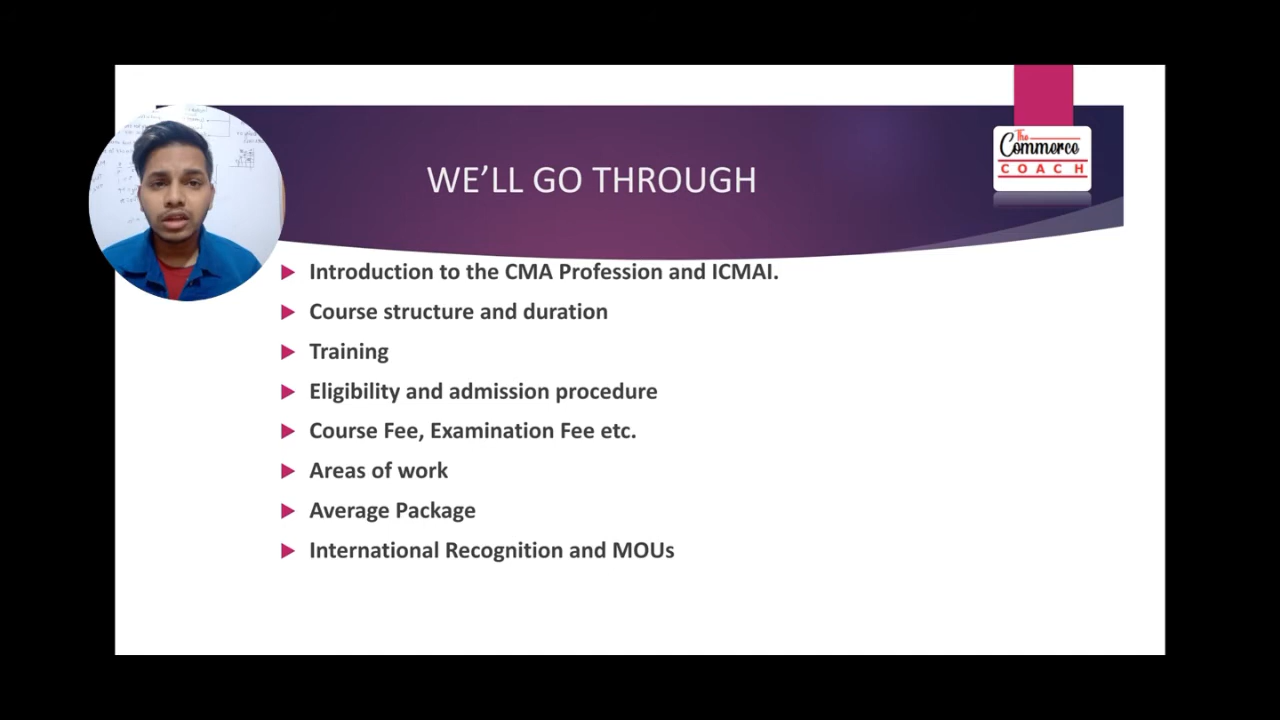 The
Commerce
COACH
WE'LL GO THROUGH
Introduction to the CMA Profession and ICMAI.
Course structure and duration
Training
Eligibility and admission procedure
Course Fee, Examination Fee etc.
Areas of work
Average Package
International Recognition and MOUs